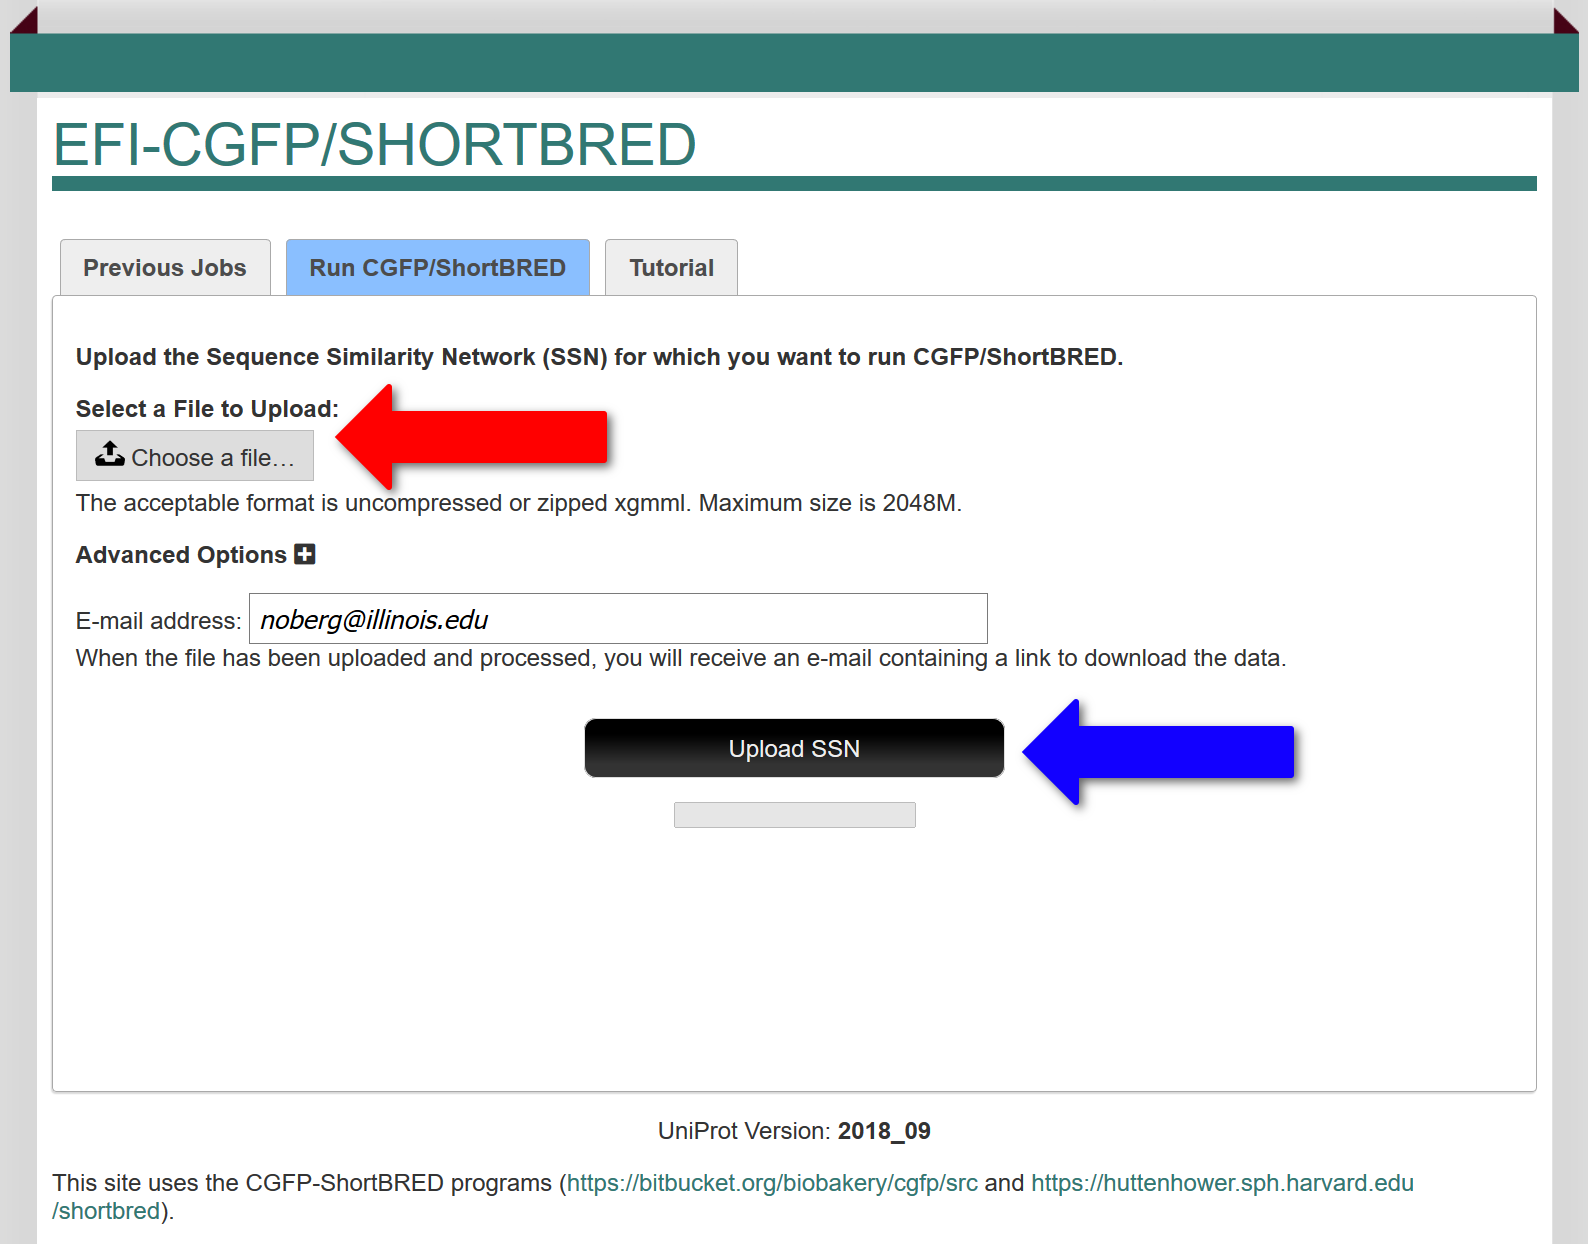 EFI-CGFP/SHORTBRED
Previous Jobs
Run CGFP/ShortBRED
Tutorial
Upload the Sequence Similarity Network (SSN) for which you want to run CGFP/ShortBRED.
Select a File to Upload:
Choose a file…
The acceptable format is uncompressed or zipped xgmml. Maximum size is 2048M.
Advanced Options
E-mail address: noberg@illinois.edu
When the file has been uploaded and processed, you will receive an e-mail containing a link to download the data.
Upload SSN
UniProt Version: 2018_09
This site uses the CGFP-ShortBRED programs (https://bitbucket.org/biobakery/cgfp/src and https://huttenhower.sph.harvard.edu
/shortbred).